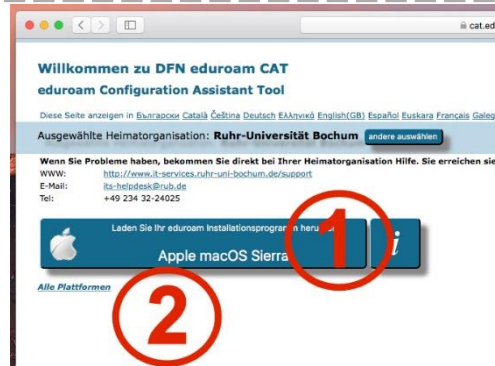 cat.ed
Willkommen zu DFN eduroam CAT
eduroam Configuration Assistant Tool
Diese Seite anzeigen in Български Català Čeština Deutsch Ελληνικά English(GB) Español Euskara Français Galeg
Ausgewählte Heimatorganisation: Ruhr-Universität Bochum andere auswählen
Wenn Sie Probleme haben, bekommen Sie direkt bei Ihrer Heimatorganisation Hilfe. Sie erreichen sie
WWW: http://www.it-services.ruhr-uni-bochum.de/support
E-Mail: its-helpdesk@rub.de
Tel: +49 234 32-24025
Laden Sie Ihr eduroam Installationsprogramm
Apple macOS Sierra
i
1
Alle Plattformen
2